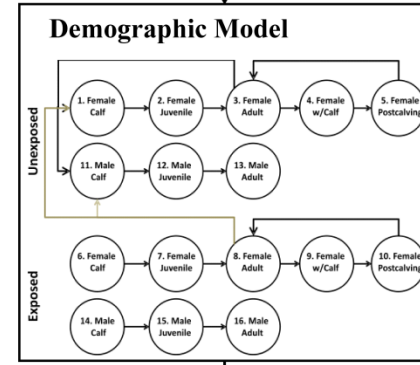 Demographic Model
Unexposed
1. Female
Calf
2. Female
Juvenile
3. Female
Adult
4. Female
w/Calf
5. Female
Postcalving
11. Male
Calf
12. Male
Juvenile
13. Male
Adult
Exposed
6. Female
Calf
7. Female
Juvenile
8. Female
Adult
9. Female
w/Calf
10. Female
Postcalving
14. Male
Calf
15. Male
Juvenile
16. Male
Adult